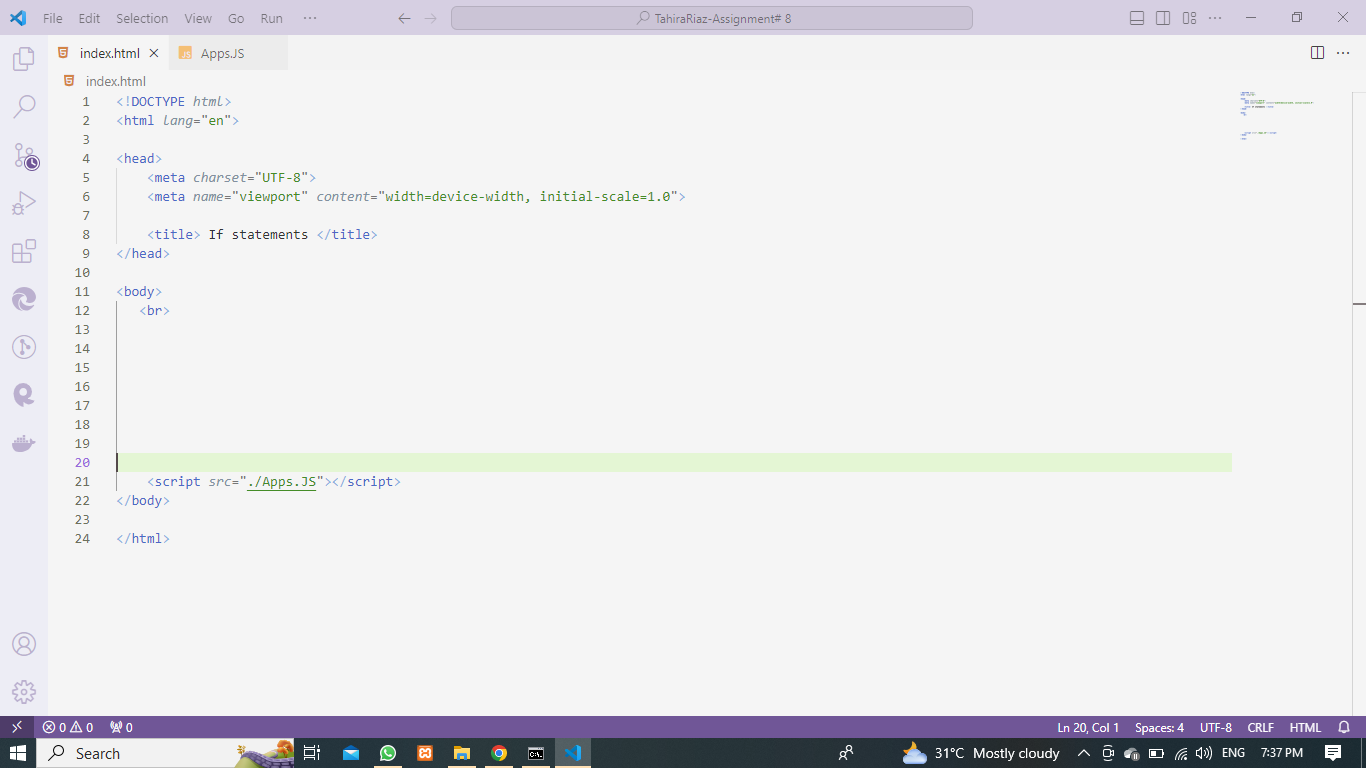 File Edit Selection View Go Run ··· TahiraRiaz-Assignment# 8
index.html Apps.JS
index.html
1 <!DOCTYPE html>
2 <html lang="en">
3
4 <head>
5 <meta charset="UTF-8">
6 <meta name="viewport" content="width=device-width, initial-scale=1.0">
7
8 <title> If statements </title>
9 </head>
10
11 <body>
12 <br>
13
14
15
16
17
18
19
20
21 <script src="./Apps.JS"></script>
22 </body>
23
24 </html>
0 0 0 Ln 20, Col 1 Spaces: 4 UTF-8 CRLF HTML
Search 31°C Mostly cloudy ENG 7:37 PM